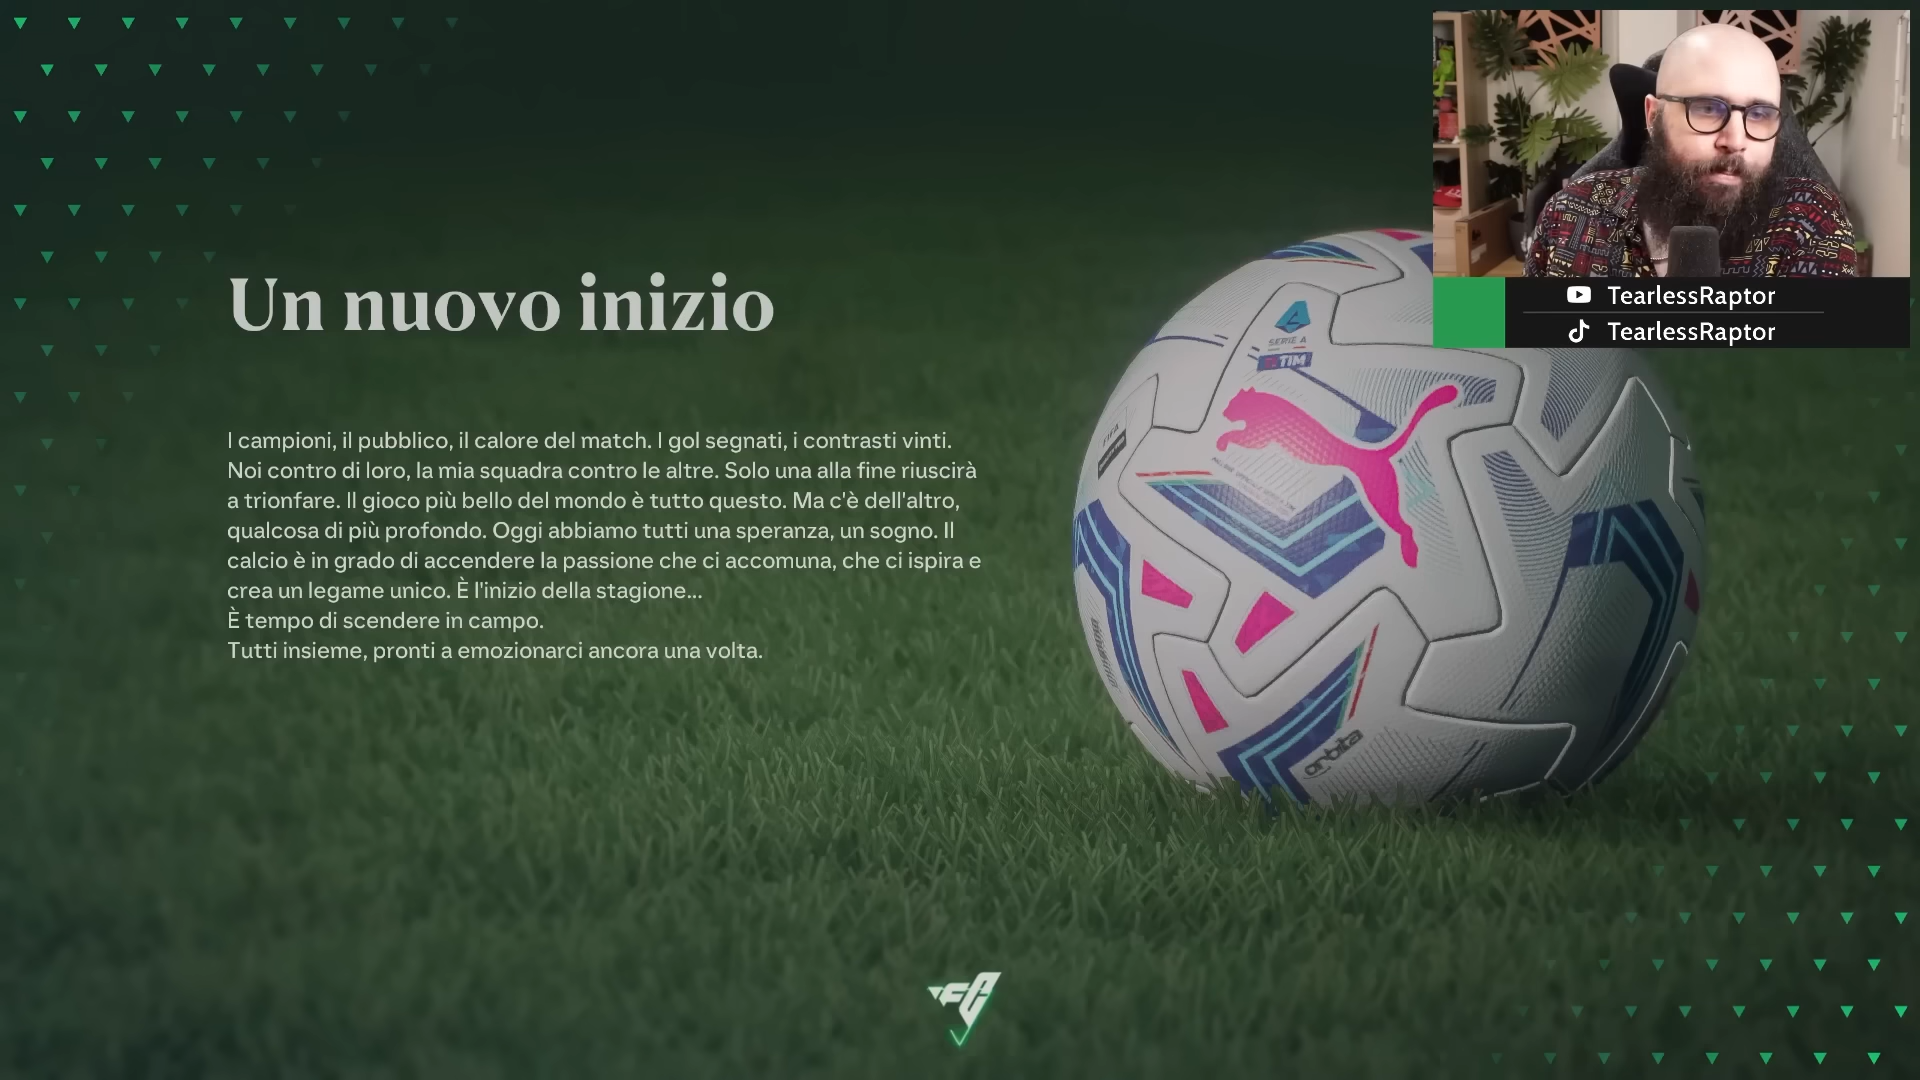 Un nuovo inizio
I campioni, il pubblico, il calore del match. I gol segnati, i contrasti vinti.
Noi contro di loro, la mia squadra contro le altre. Solo una alla fine riuscirà
a trionfare. Il gioco più bello del mondo è tutto questo. Ma c'è dell'altro,
qualcosa di più profondo. Oggi abbiamo tutti una speranza, un sogno. Il
calcio è in grado di accendere la passione che ci accomuna, che ci ispira e
crea un legame unico. È l'inizio della stagione...
È tempo di scendere in campo.
Tutti insieme, pronti a emozionarci ancora una volta.
TearlessRaptor
TearlessRaptor
SERIE A
TIM
FIFA
orbita